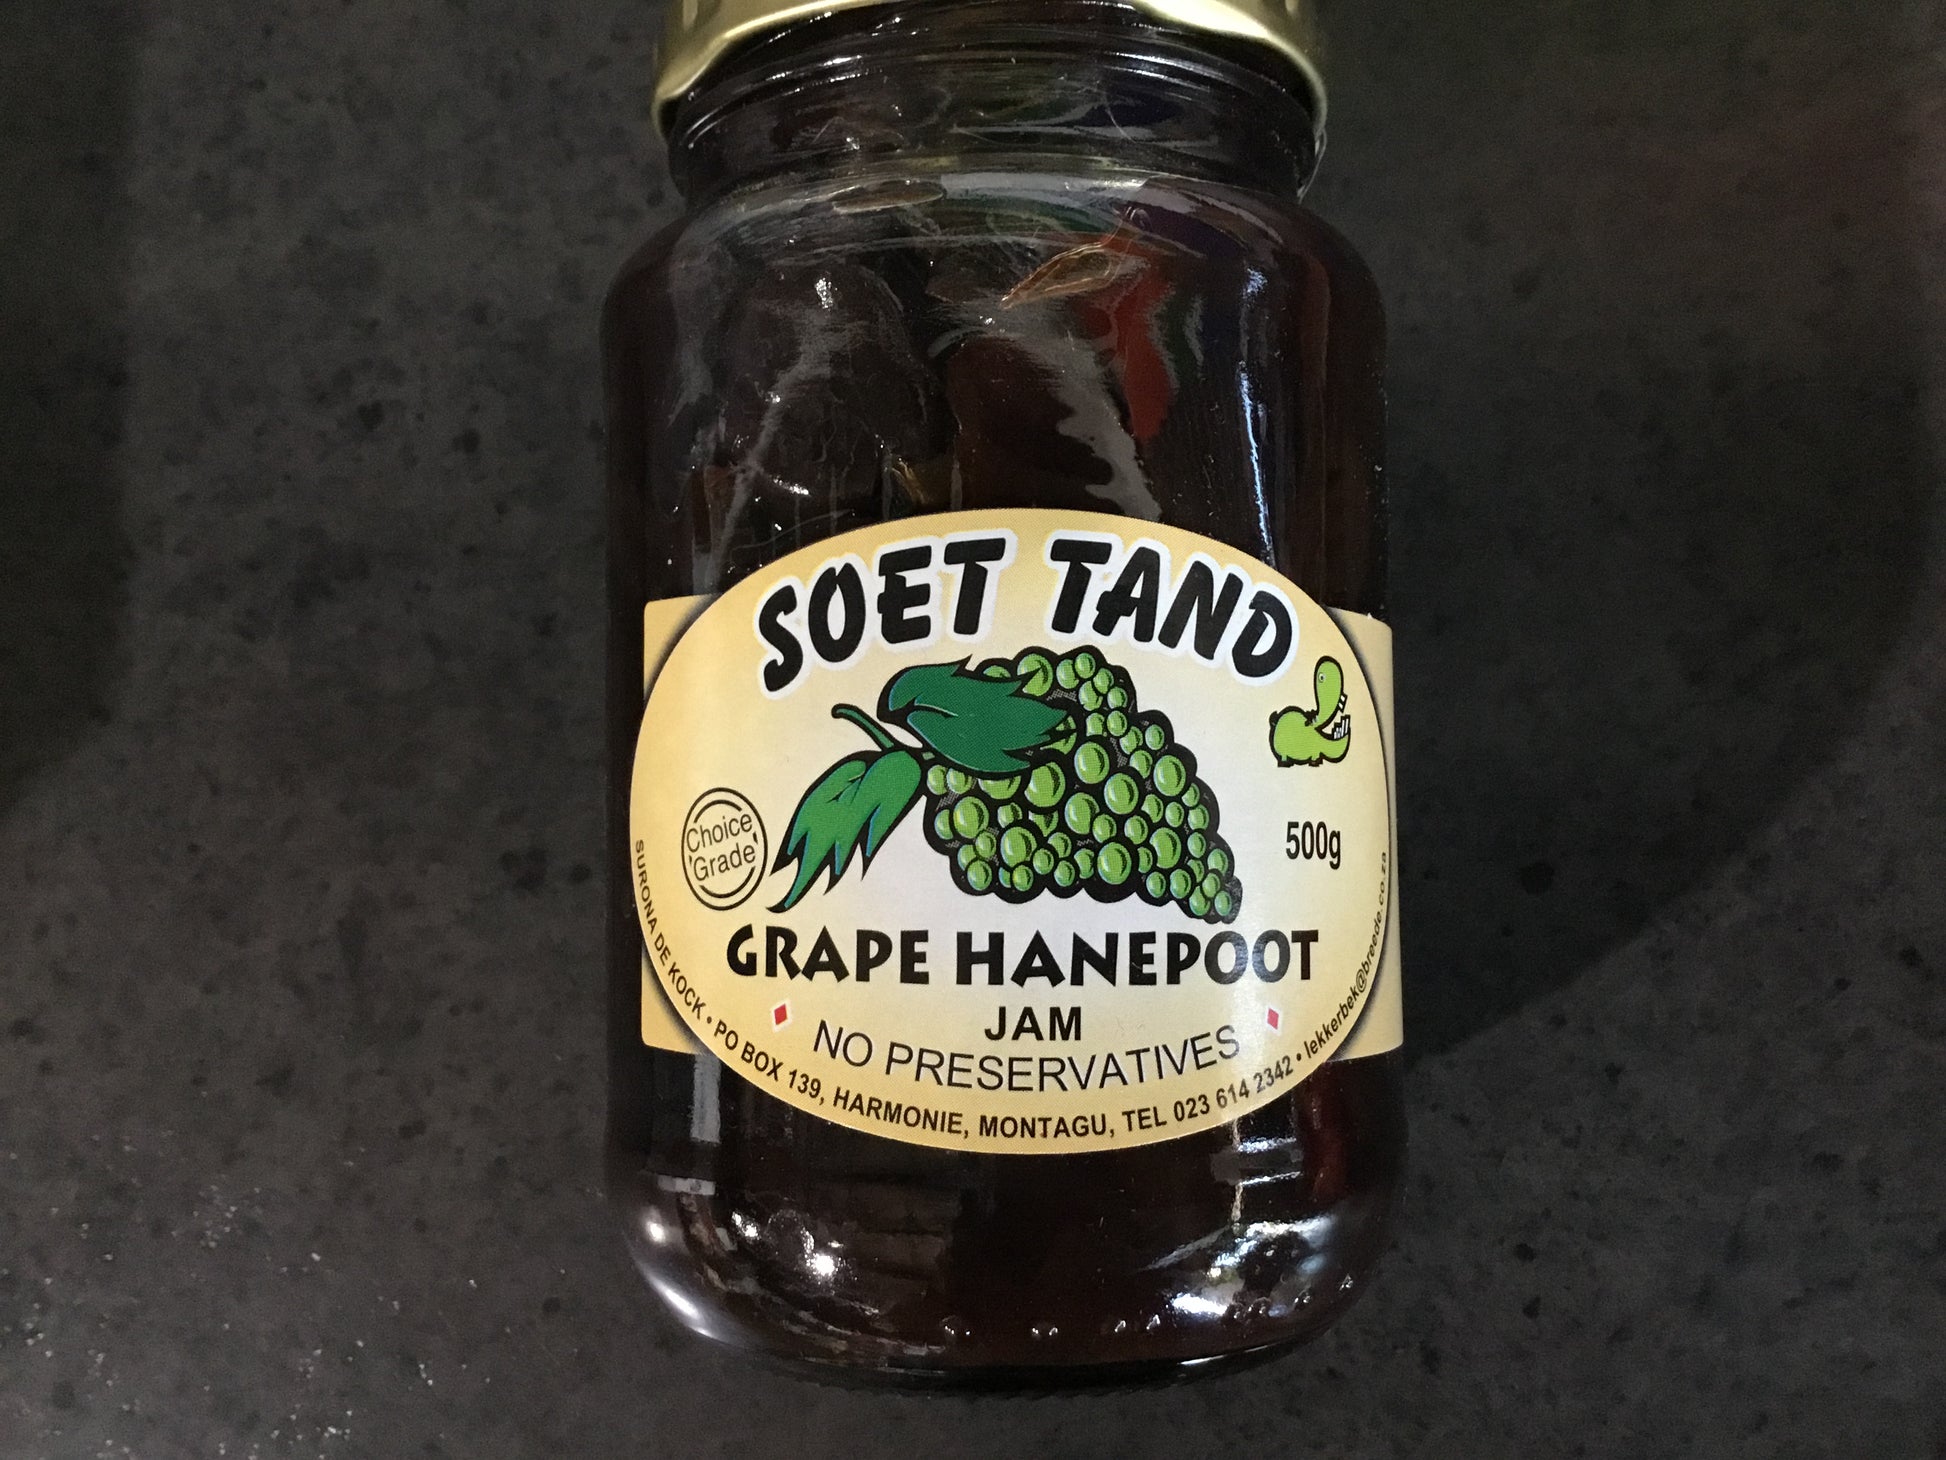 SOET TAND
Choice
Grade
500g
GRAPE HANEPOOT
JAM
NO PRESERVATIVES
SURONA DE KOCK • PO BOX 139, HARMONIE, MONTAGU, TEL 023 614 2342 • lekkerbek@breede.co.za